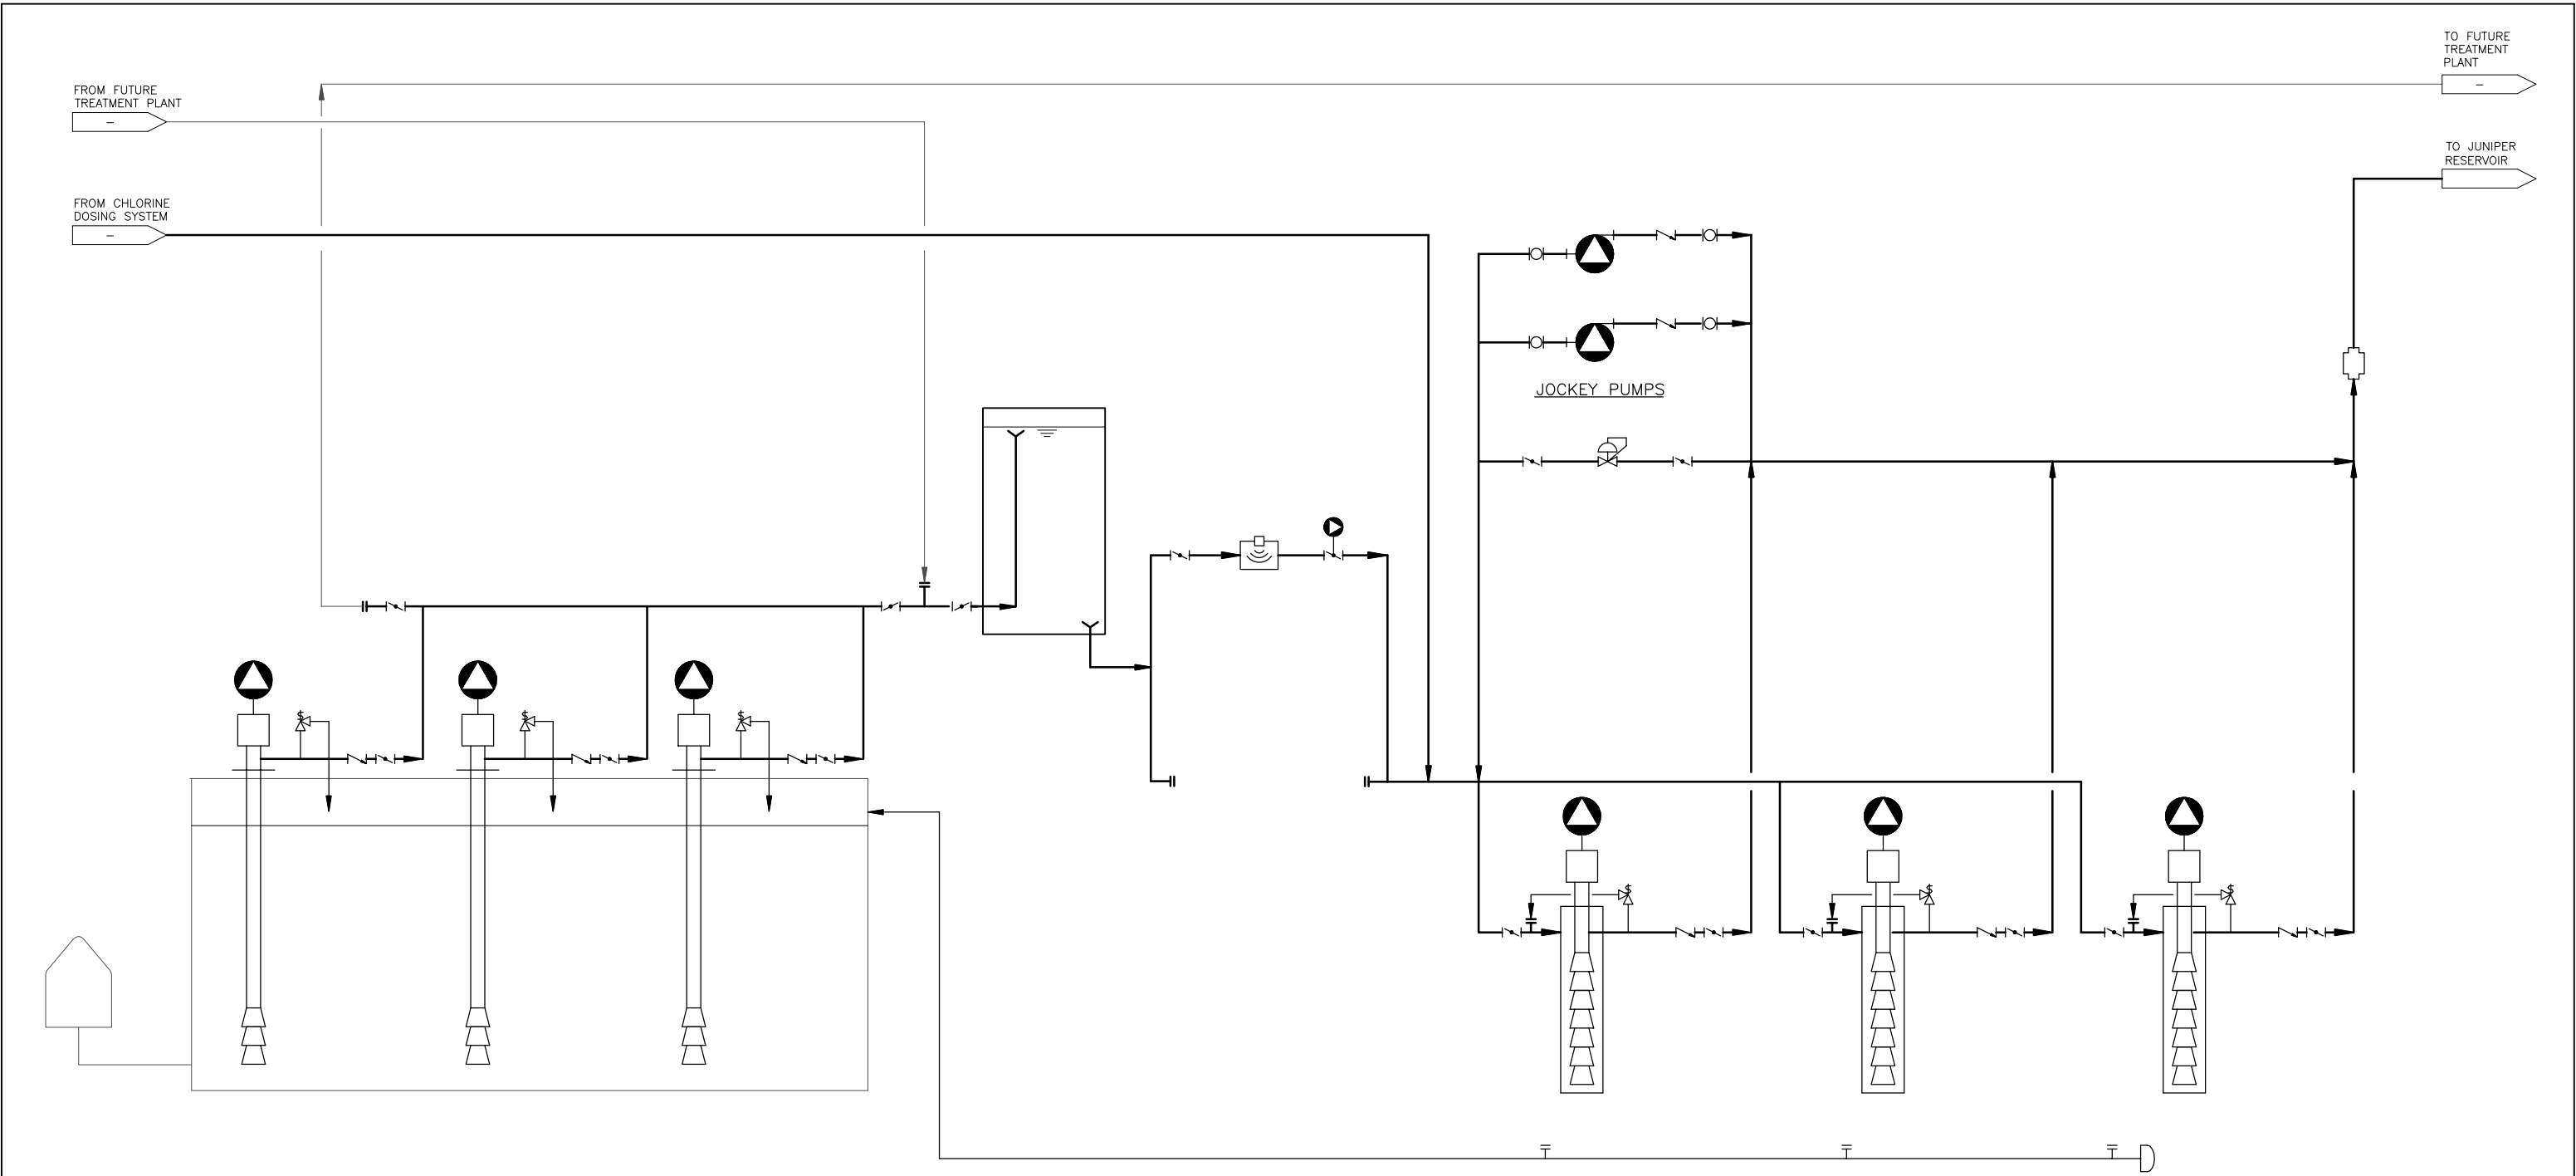 TO FUTURE
TREATMENT
PLANT
–
FROM FUTURE
TREATMENT PLANT
–
TO JUNIPER
RESERVOIR
FROM CHLORINE
DOSING SYSTEM
–
JOCKEY PUMPS